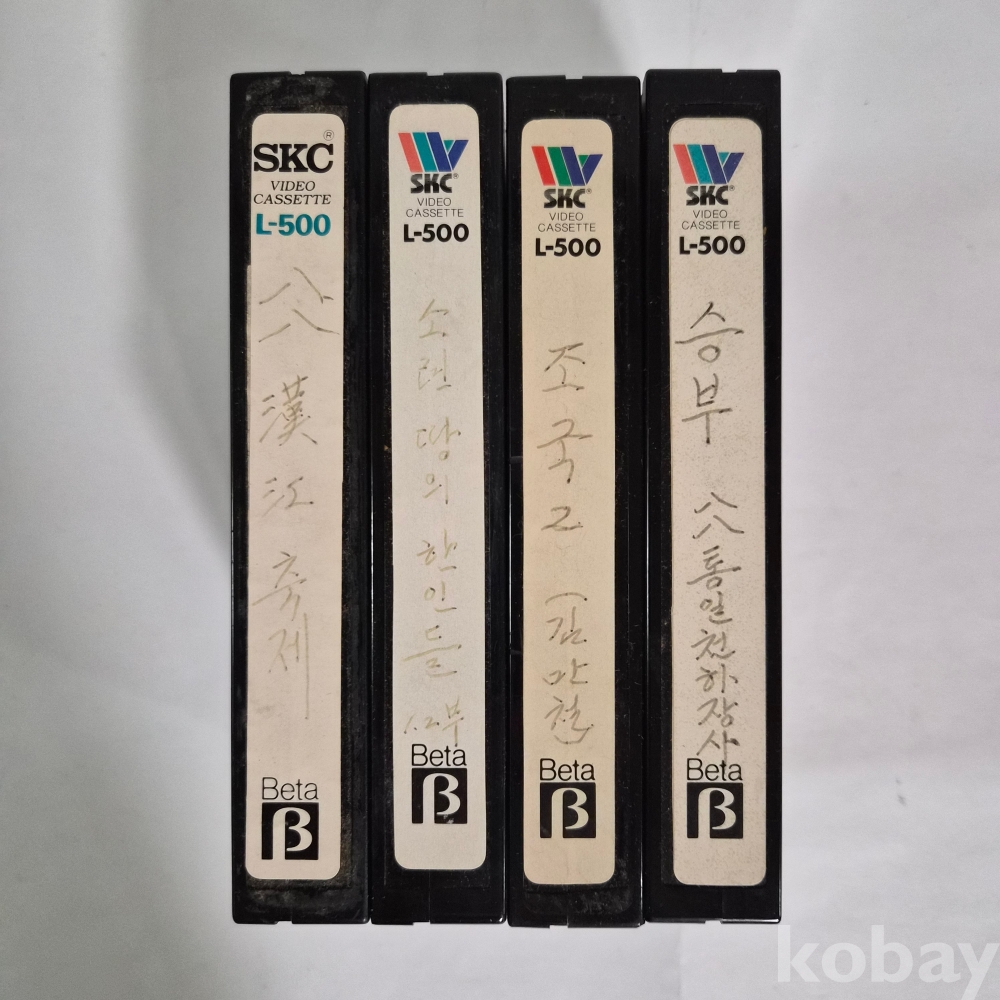 SKC®
VIDEO
CASSETTE
L-500
八八 漢江 축제
Beta
β
SKC®
VIDEO
CASSETTE
L-500
소련 땅의 한인들 1.2부
Beta
β
SKC®
VIDEO
CASSETTE
L-500
조국 2 (김만철)
Beta
β
SKC®
VIDEO
CASSETTE
L-500
승부 八八통일천하장사
Beta
β
kobay